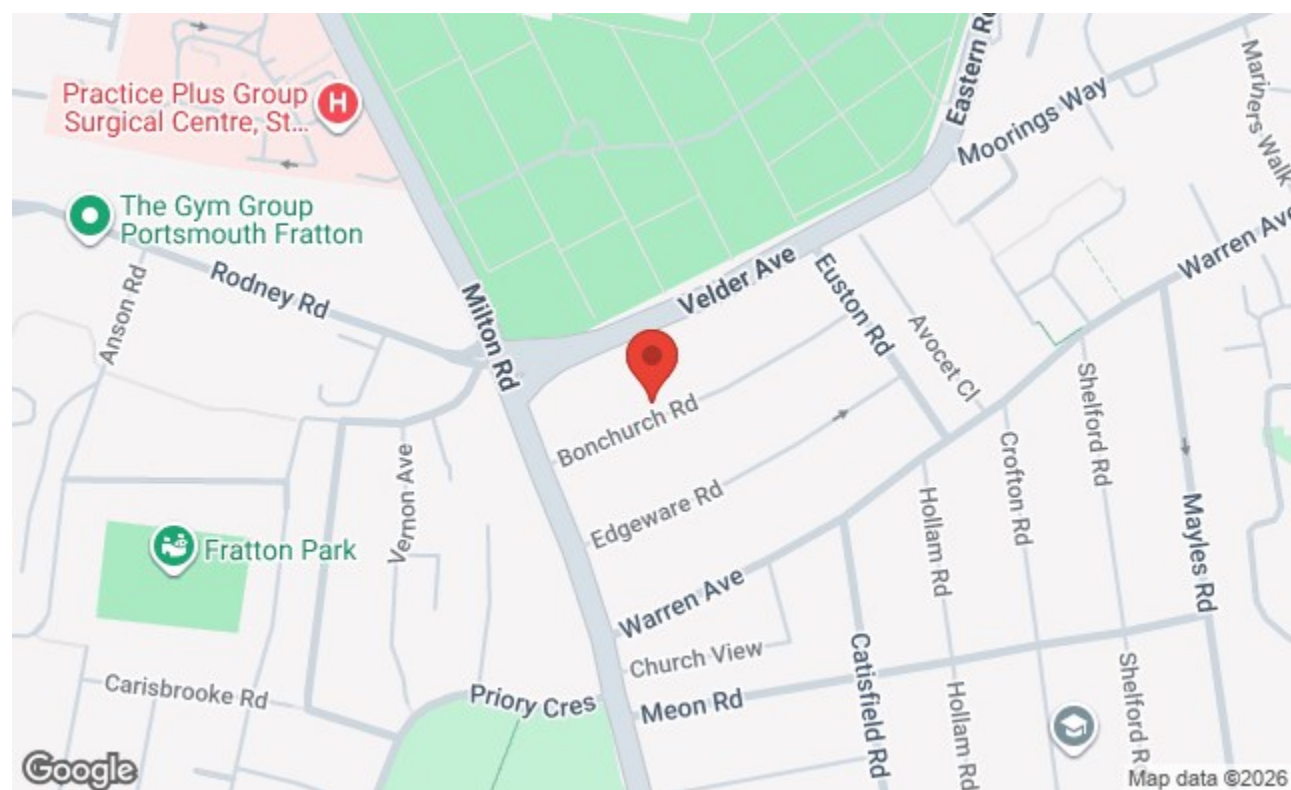 Eastern Rd
Moorings Way
Mariners Walk
Practice Plus Group
Surgical Centre, St...
H
The Gym Group
Portsmouth Fratton
Warren Ave
Rodney Rd
Anson Rd
Milton Rd
Velder Ave
Euston Rd
Avocet Cl
Shelford Rd
Bonchurch Rd
Crofton Rd
Vernon Ave
Edgeware Rd
Hollam Rd
Mayles Rd
Fratton Park
Warren Ave
Church View
Catisfield Rd
Carisbrooke Rd
Priory Cres
Meon Rd
Hollam Rd
Shelford Rd
Google
Map data ©2026